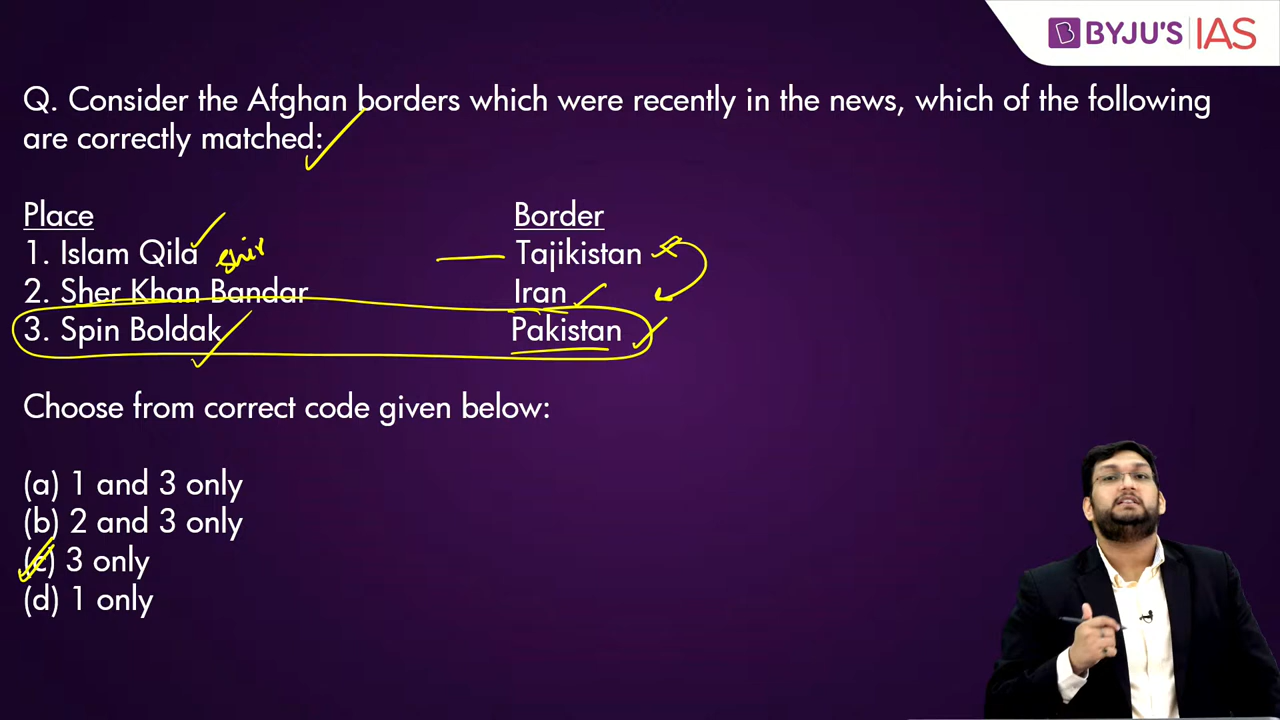 BYJU'S IAS
Q. Consider the Afghan borders which were recently in the news, which of the following
are correctly matched:
Place Border
1. Islam Qila Tajikistan
Shir
2. Sher Khan Bandar Iran
3. Spin Boldak Pakistan
Choose from correct code given below:
(a) 1 and 3 only
(b) 2 and 3 only
(c) 3 only
(d) 1 only